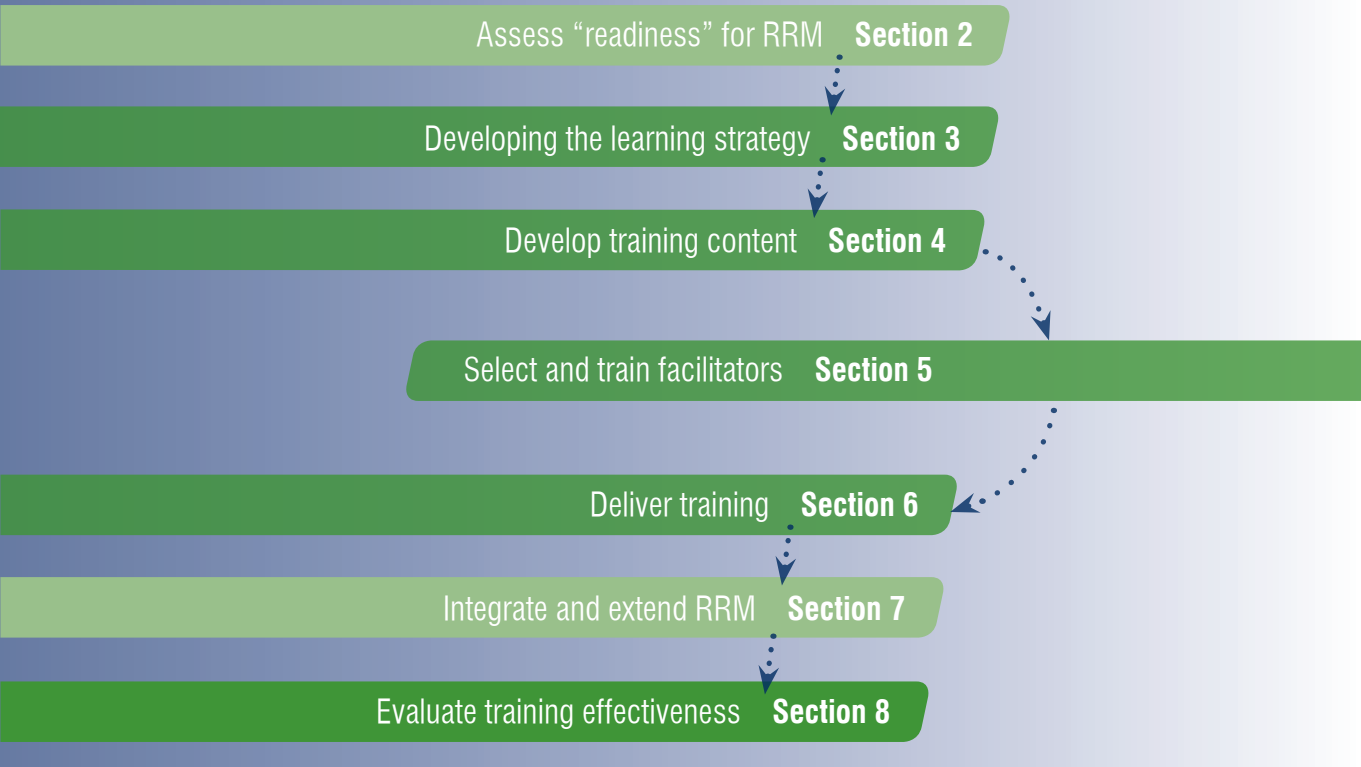 Assess “readiness” for RRM Section 2
Developing the learning strategy Section 3
Develop training content Section 4
Select and train facilitators Section 5
Deliver training Section 6
Integrate and extend RRM Section 7
Evaluate training effectiveness Section 8